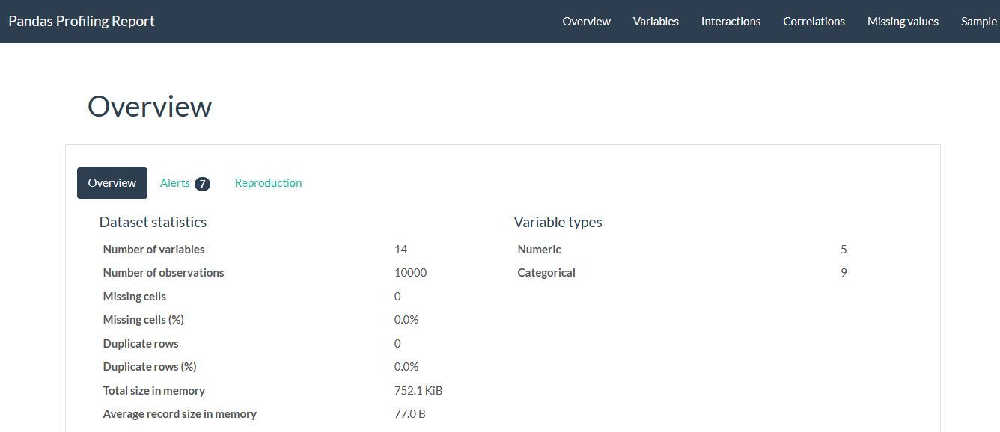 Pandas Profiling Report Overview Variables Interactions Correlations Missing values Sample
Overview
Overview Alerts 7 Reproduction
Dataset statistics
Number of variables 14
Number of observations 10000
Missing cells 0
Missing cells (%) 0.0%
Duplicate rows 0
Duplicate rows (%) 0.0%
Total size in memory 752.1 KiB
Average record size in memory 77.0 B
Variable types
Numeric 5
Categorical 9